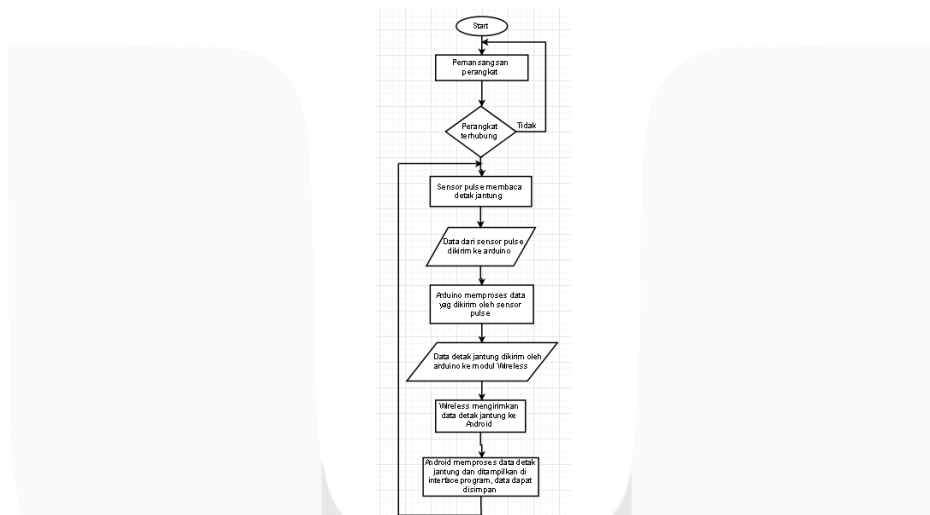 Start
Pemansangsan
perangkat
Perangkat
terhubung
Tidak
Sensor pulse membaca
detak jantung
Data dari sensor pulse
dikirim ke arduino
Arduino memproses data
yag dikirim oleh sensor
pulse
Data detak jantung dikirim oleh
arduino ke modul Wireless
Wireless mengirimkan
data detak jantung ke
Android
Android memproses data detak
jantung dan ditampilkan di
interface program, data dapat
disimpan